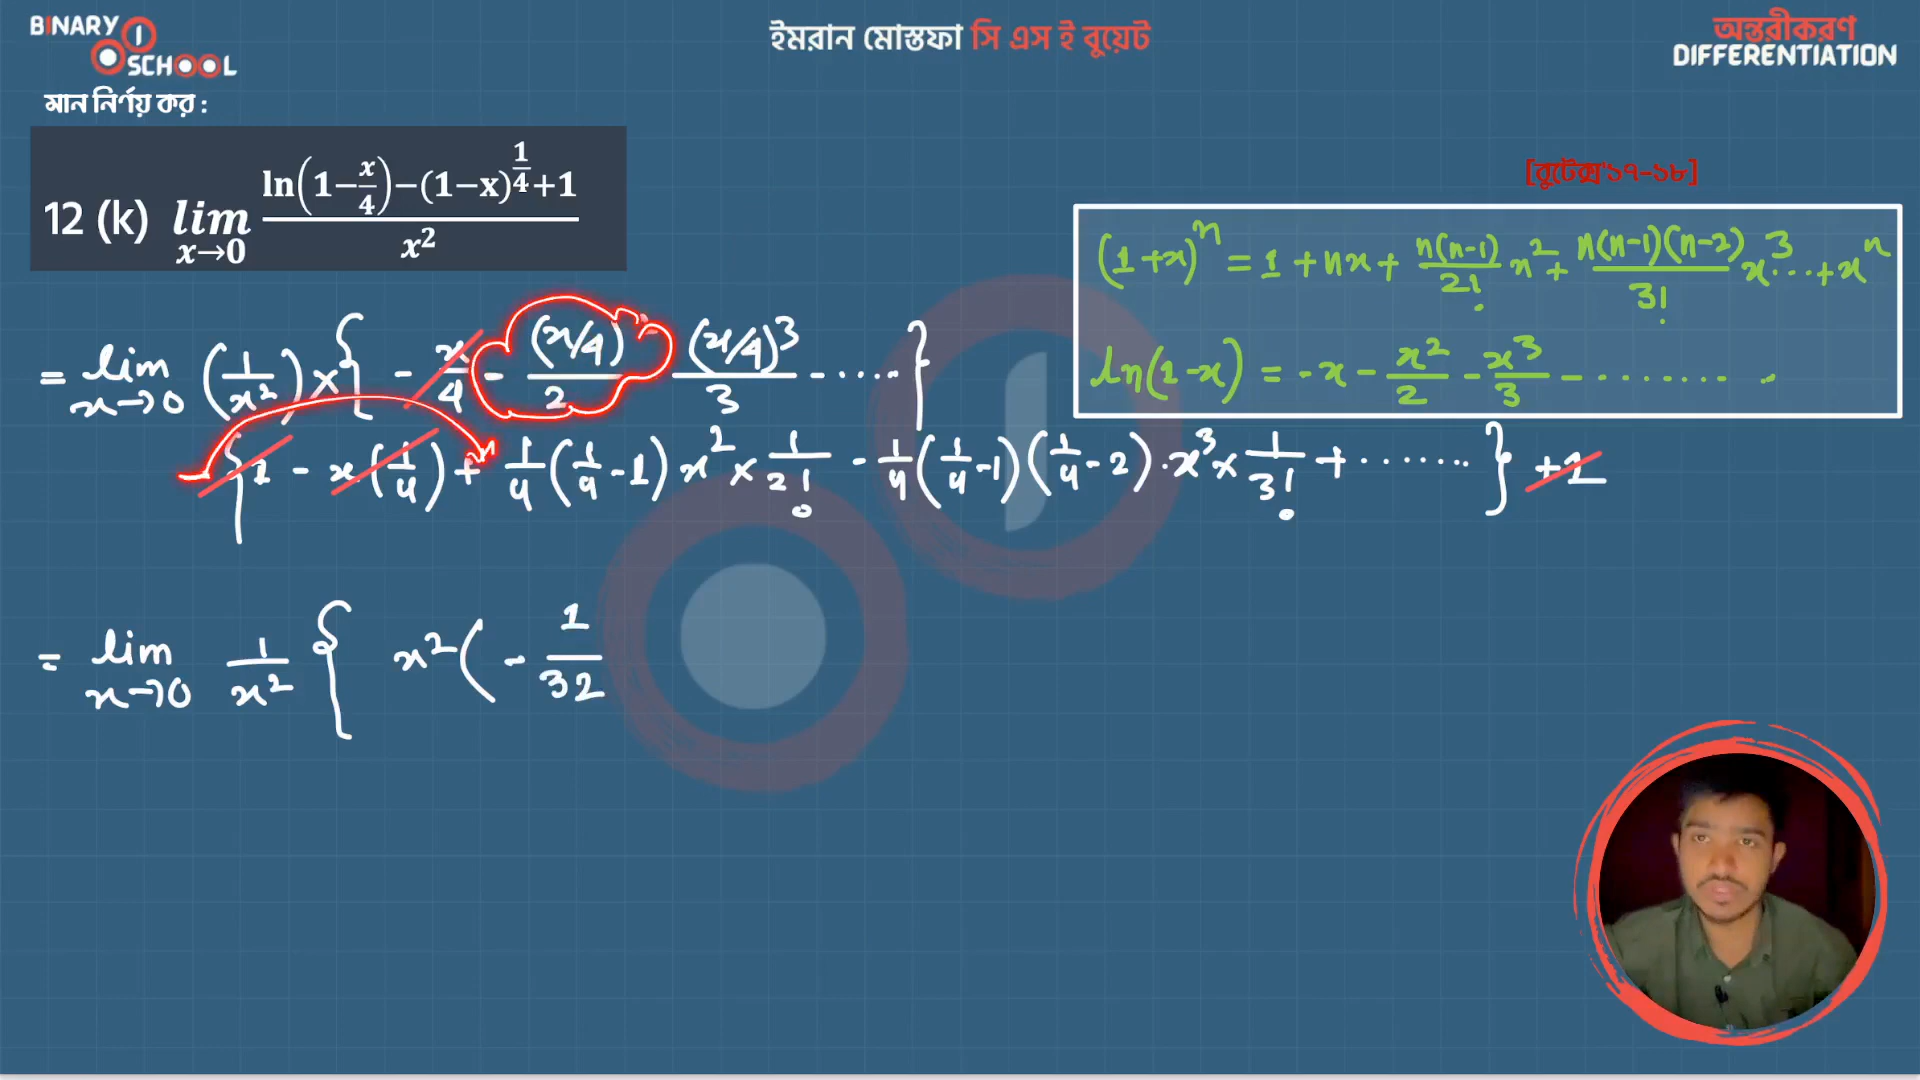 BINARY SCHOOL
ইমরান মোস্তফা সি এস ই বুয়েট
অন্তরীকরণ
DIFFERENTIATION
মান নির্ণয় কর :
12 (k) lim x→0 (ln(1−x/4)−(1−x)^(1/4)+1)/x²
[বুটেক্স'১৭-১৮]
(1+x)^n = 1 + nx + n(n-1)/2! x² + n(n-1)(n-2)/3! x³ ... + x^n
ln(1-x) = -x - x²/2 - x³/3 - ........
= lim x→0 (1/x²) × { - x/4 - (x/4)²/2 - (x/4)³/3 - ..... }
- { 1 - x(1/4) + 1/4(1/4 -1) x² × 1/2! - 1/4(1/4 -1)(1/4 -2).x³ × 1/3! + ....... } +1
= lim x→0 1/x² { x² ( - 1/32